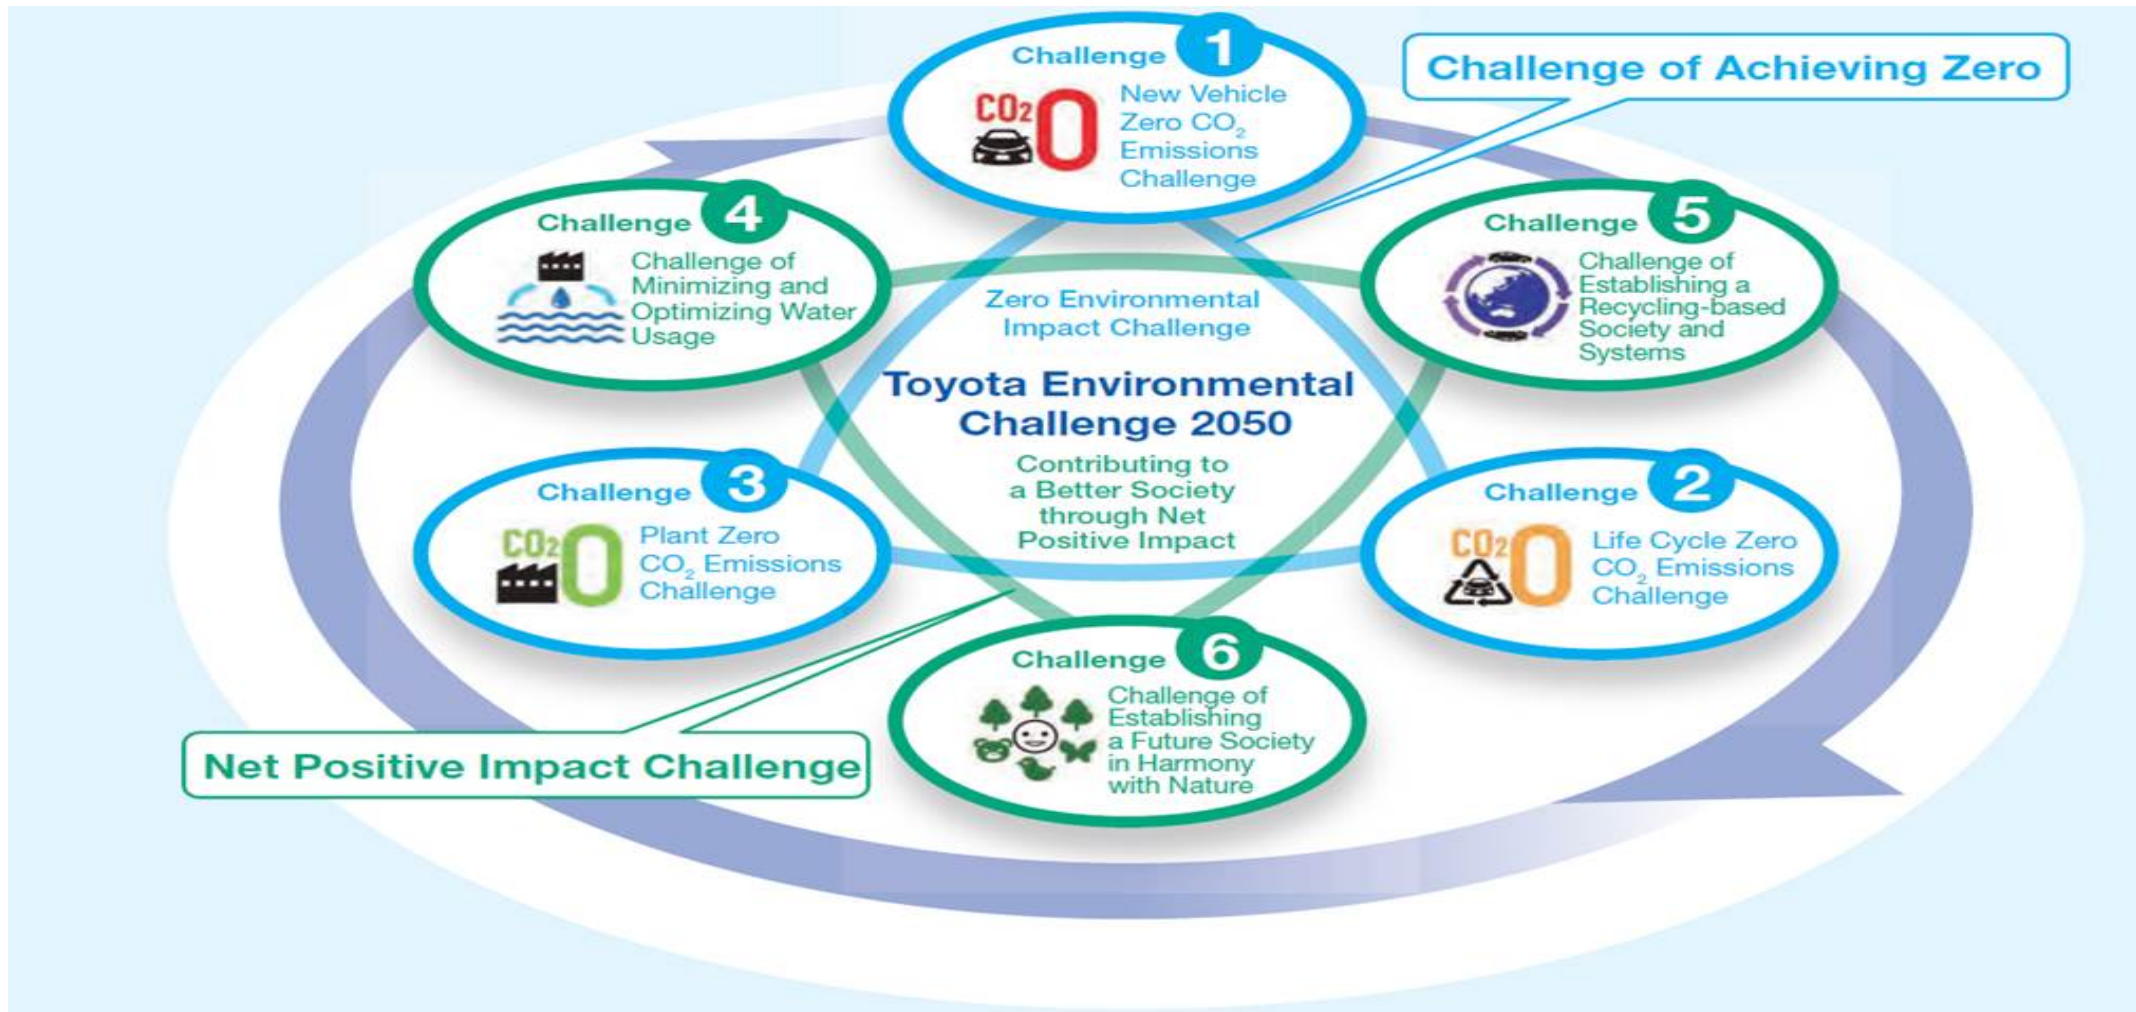 Challenge 1
CO2 0
New Vehicle
Zero CO2
Emissions
Challenge
Challenge of Achieving Zero
Challenge 4
Challenge of
Minimizing and
Optimizing Water
Usage
Challenge 5
Challenge of
Establishing a
Recycling-based
Society and
Systems
Zero Environmental
Impact Challenge
Toyota Environmental
Challenge 2050
Contributing to
a Better Society
through Net
Positive Impact
Challenge 3
CO2 0
Plant Zero
CO2 Emissions
Challenge
Challenge 2
CO2 0
Life Cycle Zero
CO2 Emissions
Challenge
Challenge 6
Challenge of
Establishing
a Future Society
in Harmony
with Nature
Net Positive Impact Challenge